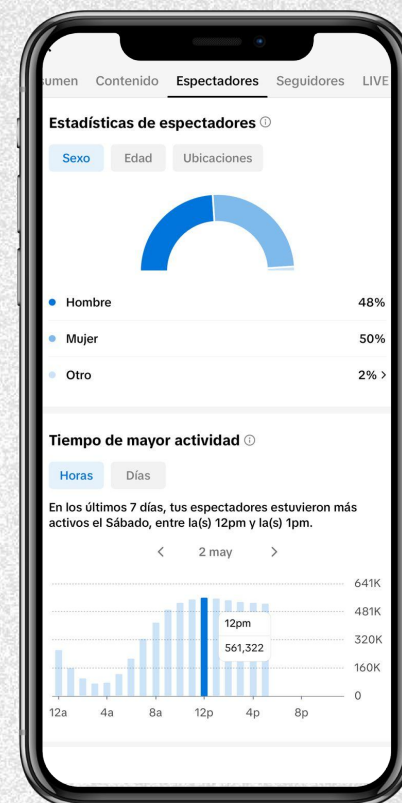 umen Contenido Espectadores Seguidores LIVE
Estadísticas de espectadores
Sexo Edad Ubicaciones
Hombre 48%
Mujer 50%
Otro 2% >
Tiempo de mayor actividad
Horas Días
En los últimos 7 días, tus espectadores estuvieron más
activos el Sábado, entre la(s) 12pm y la(s) 1pm.
< 2 may >
641K
481K
12pm
561,322
320K
160K
0
12a 4a 8a 12p 4p 8p